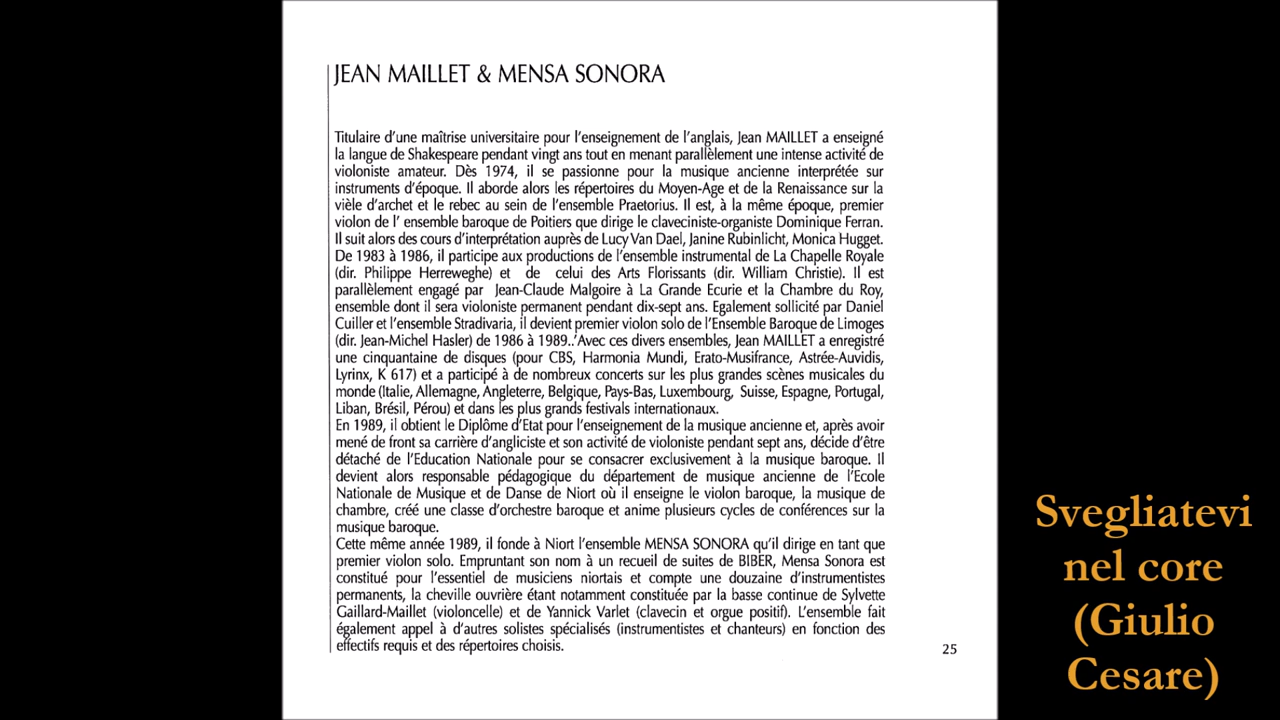 JEAN MAILLET & MENSA SONORA
Titulaire d'une maîtrise universitaire pour l'enseignement de l'anglais, Jean MAILLET a enseigné
la langue de Shakespeare pendant vingt ans tout en menant parallèlement une intense activité de
violoniste amateur. Dès 1974, il se passionne pour la musique ancienne interprétée sur
instruments d'époque. Il aborde alors les répertoires du Moyen-Age et de la Renaissance sur la
vièle d'archet et le rebec au sein de l'ensemble Praetorius. Il est, à la même époque, premier
violon de l' ensemble baroque de Poitiers que dirige le claveciniste-organiste Dominique Ferran.
Il suit alors des cours d'interprétation auprès de Lucy Van Dael, Janine Rubinlicht, Monica Hugget.
De 1983 à 1986, il participe aux productions de l'ensemble instrumental de La Chapelle Royale
(dir. Philippe Herreweghe) et de celui des Arts Florissants (dir. William Christie). Il est
parallèlement engagé par Jean-Claude Malgoire à La Grande Ecurie et la Chambre du Roy,
ensemble dont il sera violoniste permanent pendant dix-sept ans. Egalement sollicité par Daniel
Cuiller et l'ensemble Stradivaria, il devient premier violon solo de l'Ensemble Baroque de Limoges
(dir. Jean-Michel Hasler) de 1986 à 1989..'Avec ces divers ensembles, Jean MAILLET a enregistré
une cinquantaine de disques (pour CBS, Harmonia Mundi, Erato-Musifrance, Astrée-Auvidis,
Lyrinx, K 617) et a participé à de nombreux concerts sur les plus grandes scènes musicales du
monde (Italie, Allemagne, Angleterre, Belgique, Pays-Bas, Luxembourg, Suisse, Espagne, Portugal,
Liban, Brésil, Pérou) et dans les plus grands festivals internationaux.
En 1989, il obtient le Diplôme d'Etat pour l'enseignement de la musique ancienne et, après avoir
mené de front sa carrière d'angliciste et son activité de violoniste pendant sept ans, décide d'être
détaché de l'Education Nationale pour se consacrer exclusivement à la musique baroque. Il
devient alors responsable pédagogique du département de musique ancienne de l'Ecole
Nationale de Musique et de Danse de Niort où il enseigne le violon baroque, la musique de
chambre, créé une classe d'orchestre baroque et anime plusieurs cycles de conférences sur la
musique baroque.
Cette même année 1989, il fonde à Niort l'ensemble MENSA SONORA qu'il dirige en tant que
premier violon solo. Empruntant son nom à un recueil de suites de BIBER, Mensa Sonora est
constitué pour l'essentiel de musiciens niortais et compte une douzaine d'instrumentistes
permanents, la cheville ouvrière étant notamment constituée par la basse continue de Sylvette
Gaillard-Maillet (violoncelle) et de Yannick Varlet (clavecin et orgue positif). L'ensemble fait
également appel à d'autres solistes spécialisés (instrumentistes et chanteurs) en fonction des
effectifs requis et des répertoires choisis.
25
Svegliatevi
nel core
(Giulio
Cesare)